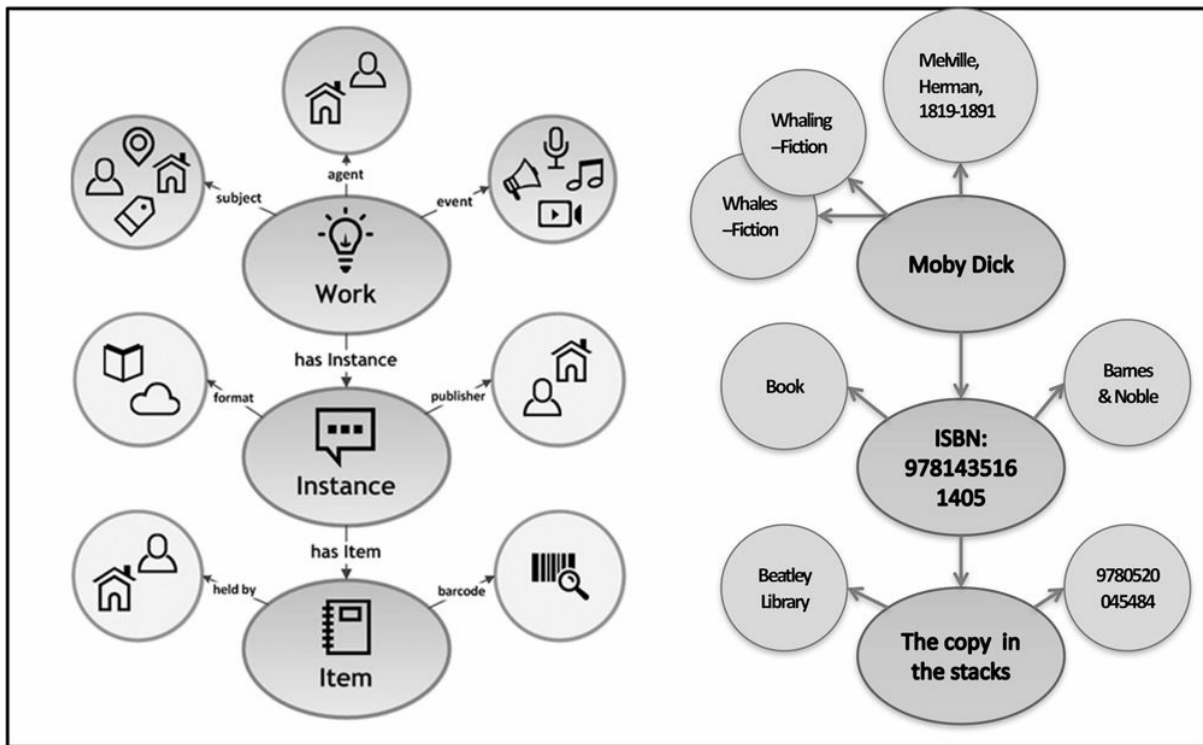 agent
subject
event
Work
has Instance
format
publisher
Instance
has Item
held by
barcode
Item
Melville,
Herman,
1819-1891
Whaling
–Fiction
Whales
–Fiction
Moby Dick
Book
Barnes
& Noble
ISBN:
978143516
1405
Beatley
Library
9780520
045484
The copy in
the stacks